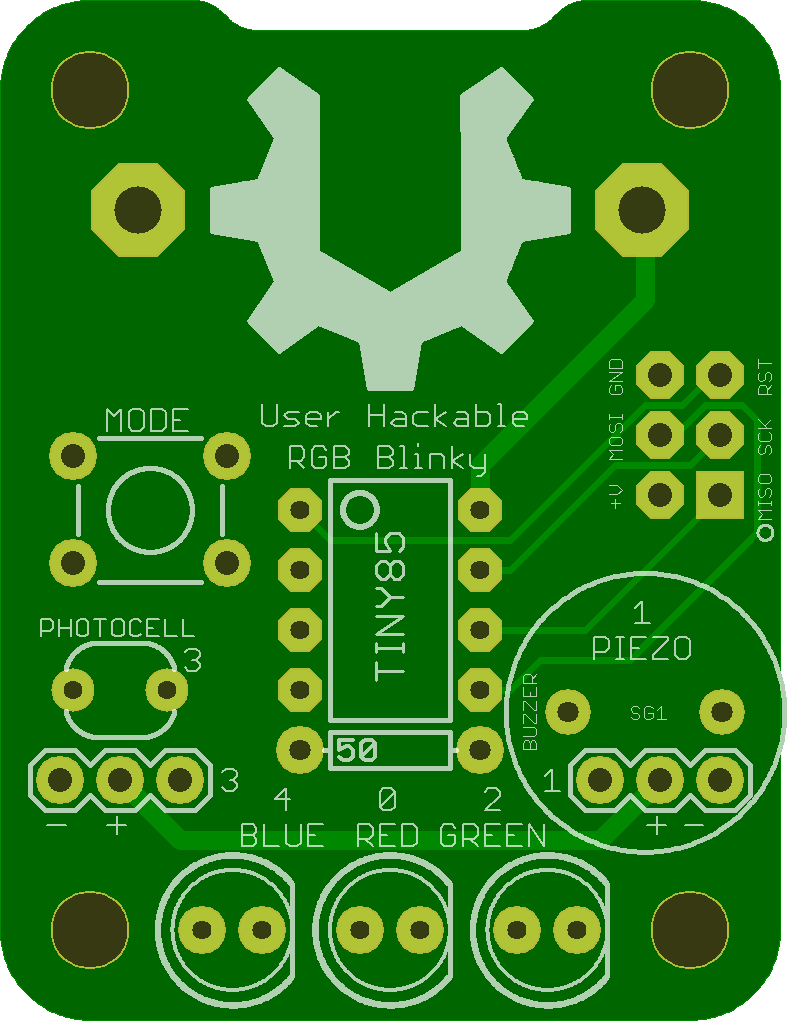 User Hackable
RGB Blinky
MODE
GND
RST
MOSI
SCK
+V
MISO
TINY85
PHOTOCELL
3
1
PIEZO
BUZZER
SG1
50
3
1
4 0 2
- +
+ -
BLUE RED GREEN